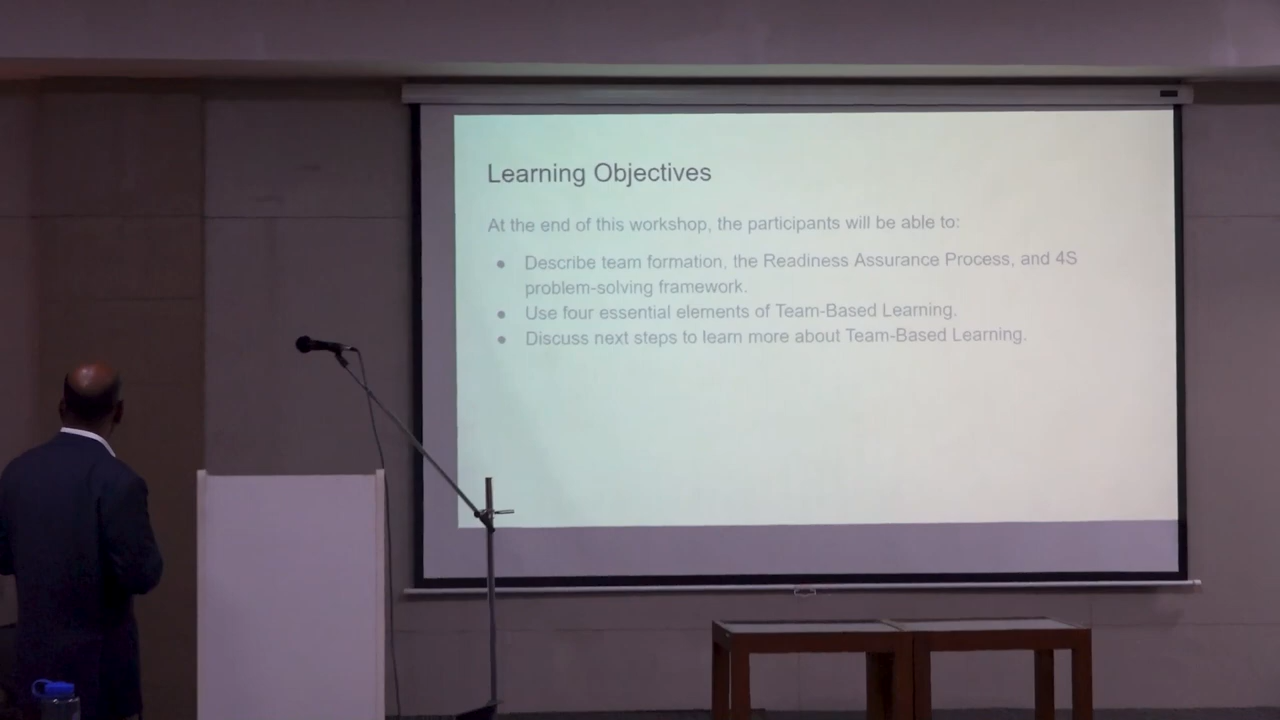 Learning Objectives
At the end of this workshop, the participants will be able to:
● Describe team formation, the Readiness Assurance Process, and 4S
problem-solving framework.
● Use four essential elements of Team-Based Learning.
● Discuss next steps to learn more about Team-Based Learning.